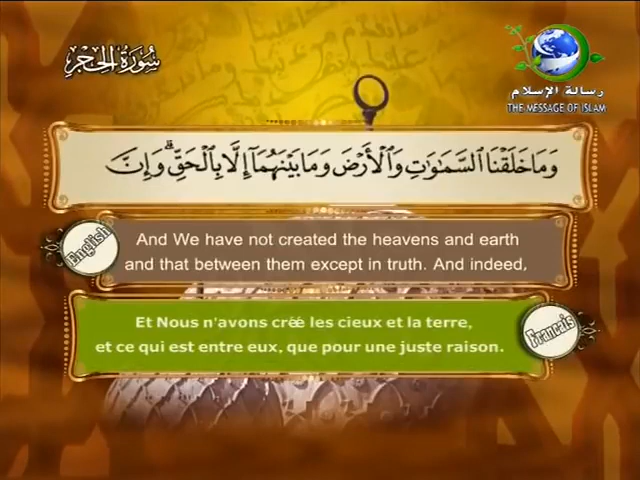 سُورَةُ الحِجْرِ
رسالة الإسلام
THE MESSAGE OF ISLAM
وَمَا خَلَقْنَا ٱلسَّمَٰوَٰتِ وَٱلْأَرْضَ وَمَا بَيْنَهُمَآ إِلَّا بِٱلْحَقِّ ۗ وَإِنَّ
English
And We have not created the heavens and earth
and that between them except in truth. And indeed,
Et Nous n'avons créé les cieux et la terre,
et ce qui est entre eux, que pour une juste raison.
Francais